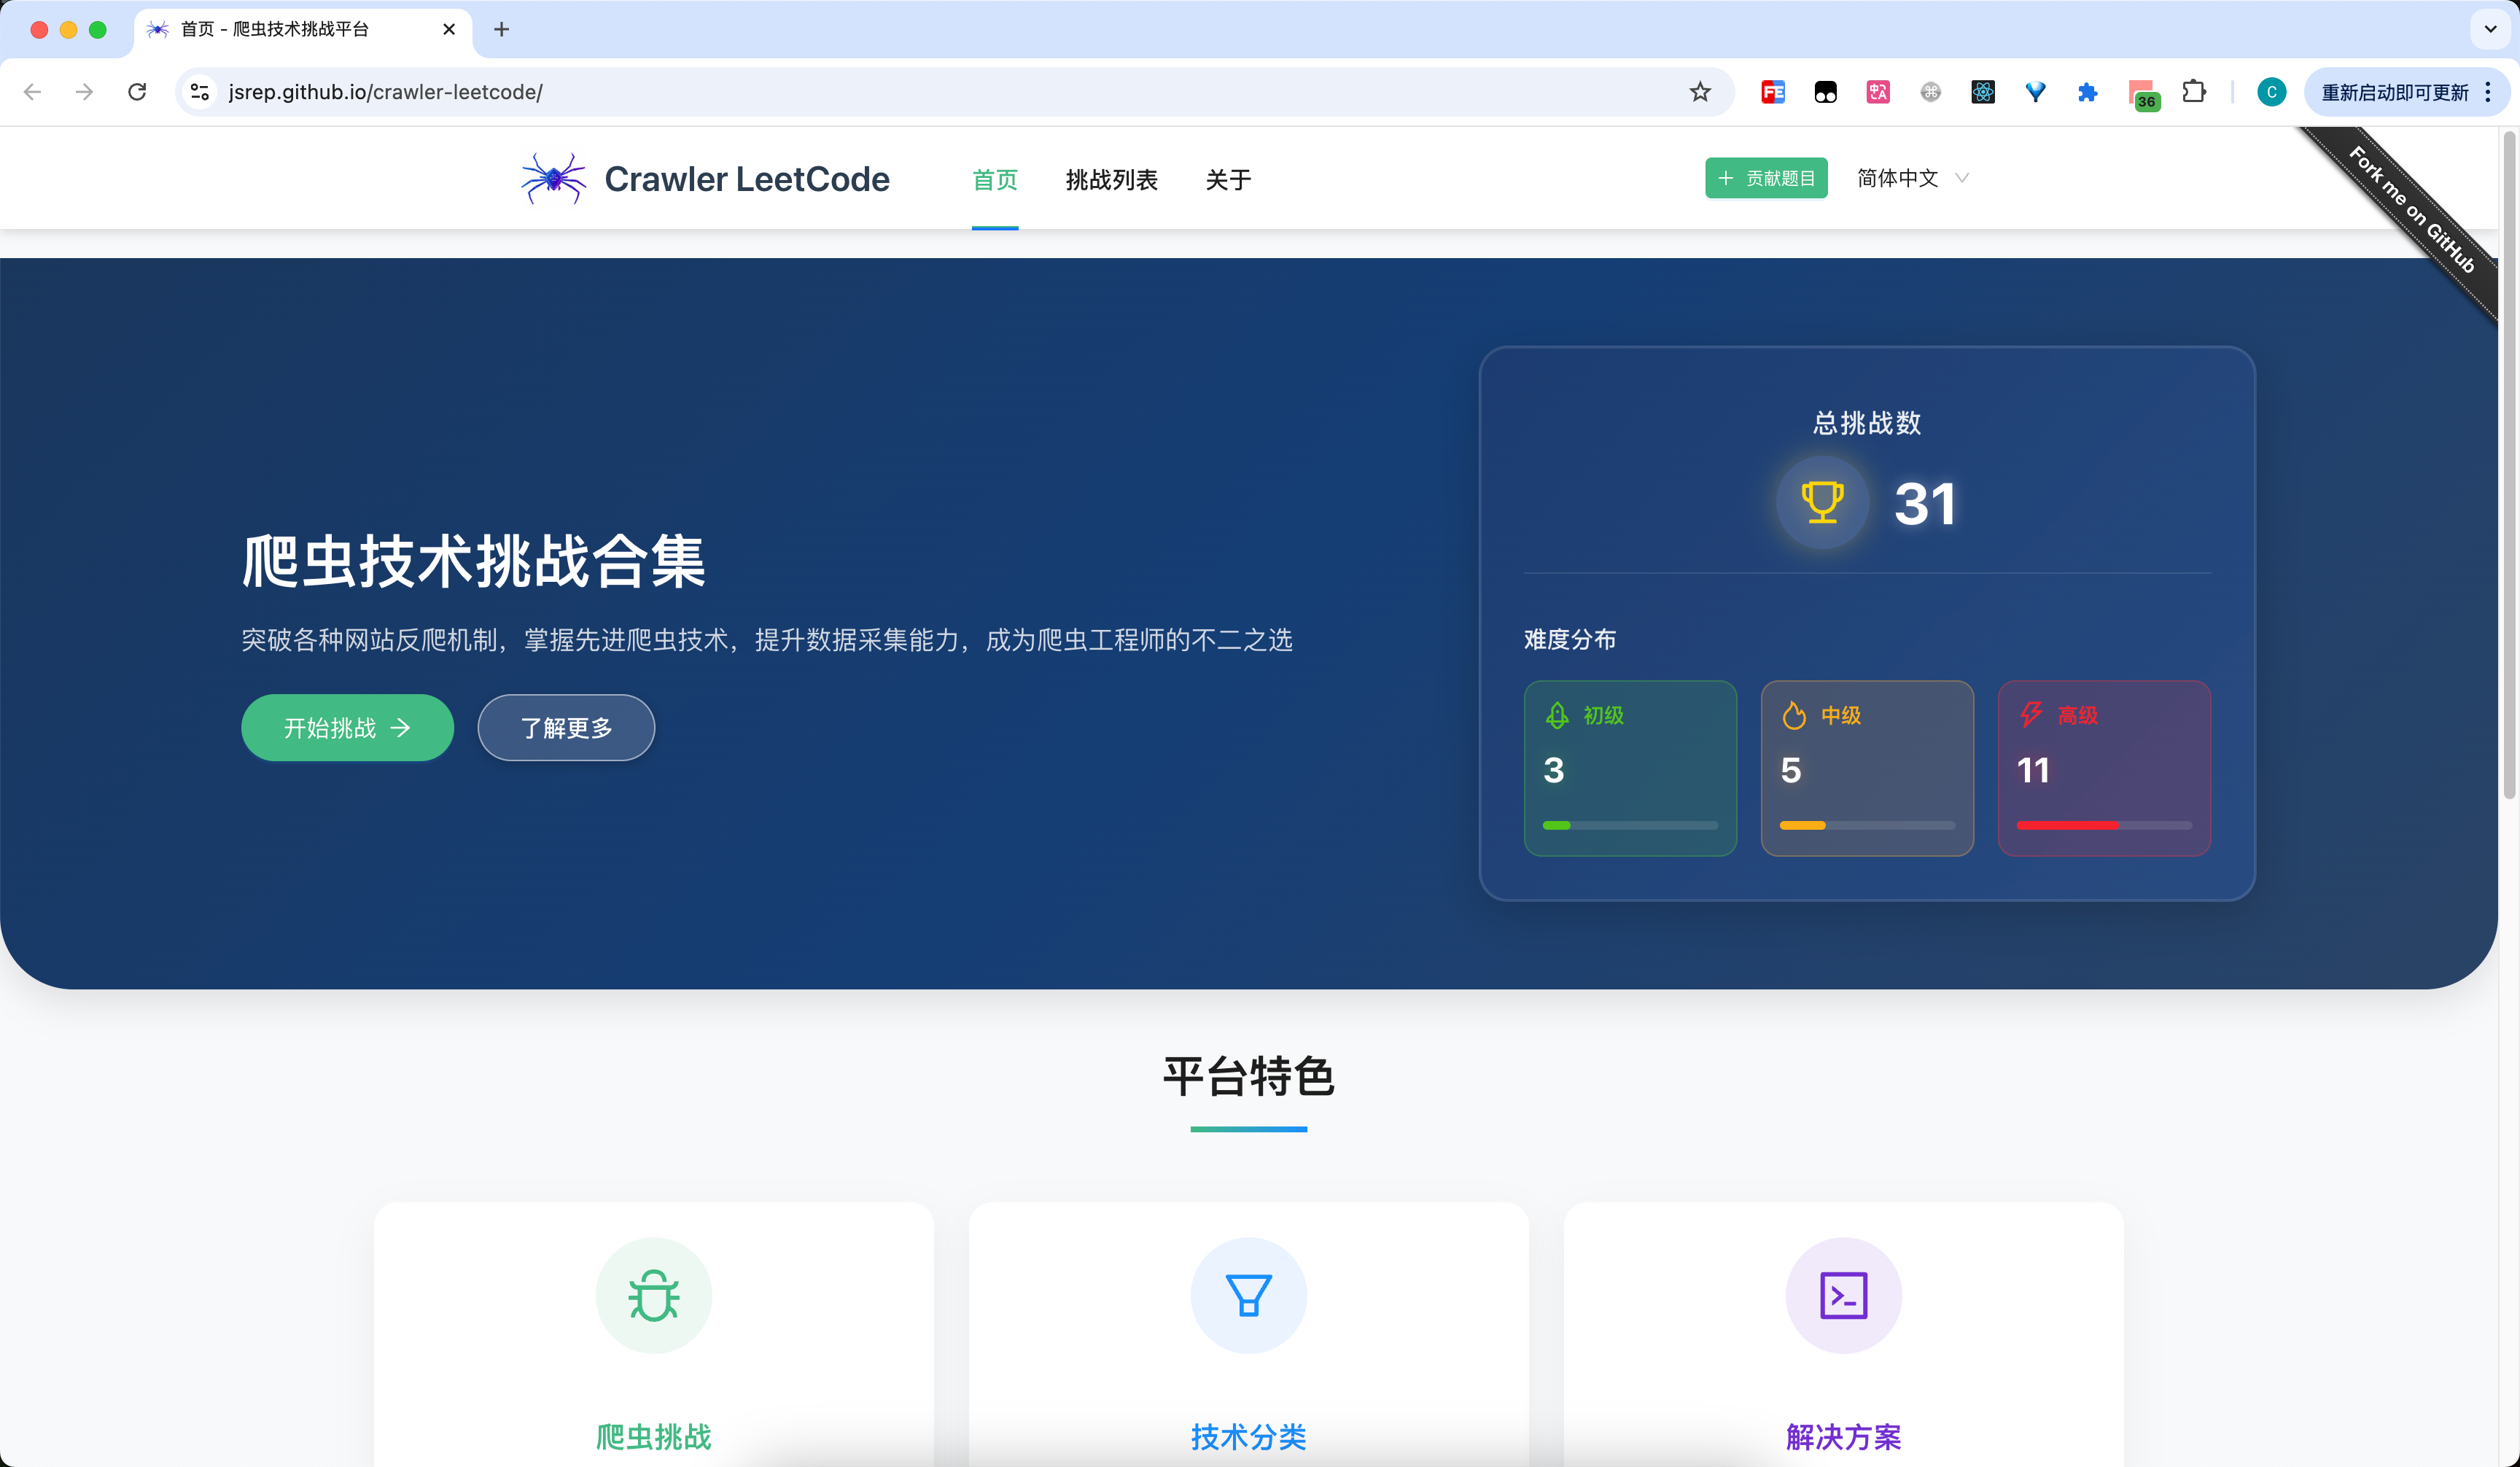 首页 - 爬虫技术挑战平台
jsrep.github.io/crawler-leetcode/
FE
中A
36
C
重新启动即可更新
Crawler LeetCode
首页
挑战列表
关于
贡献题目
简体中文
Fork me on GitHub
爬虫技术挑战合集
突破各种网站反爬机制，掌握先进爬虫技术，提升数据采集能力，成为爬虫工程师的不二之选
开始挑战
了解更多
总挑战数
31
难度分布
初级
3
中级
5
高级
11
平台特色
爬虫挑战
技术分类
解决方案